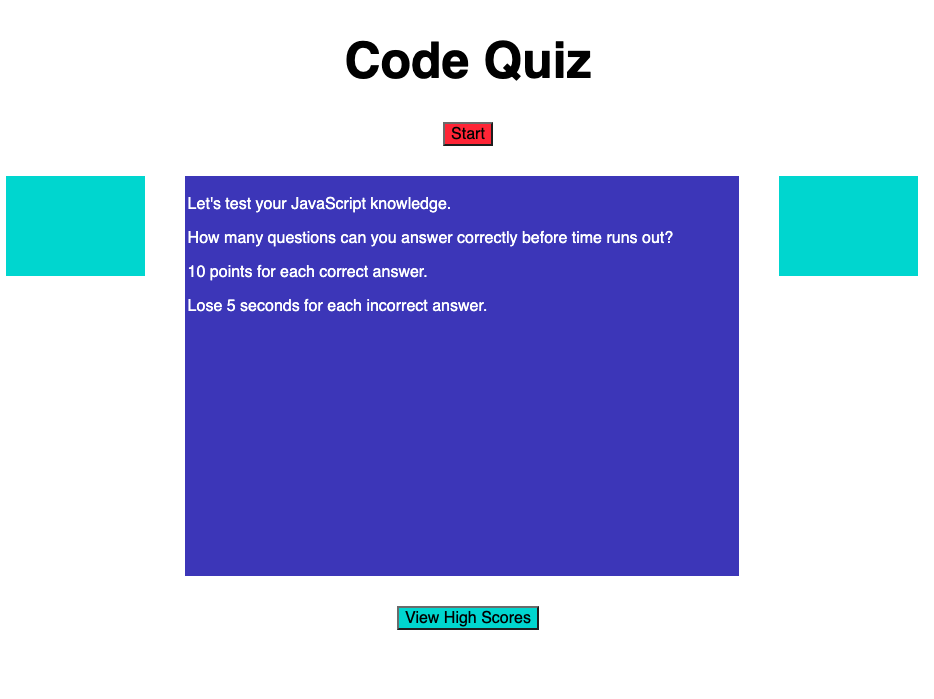 Code Quiz
Start
Let's test your JavaScript knowledge.
How many questions can you answer correctly before time runs out?
10 points for each correct answer.
Lose 5 seconds for each incorrect answer.
View High Scores